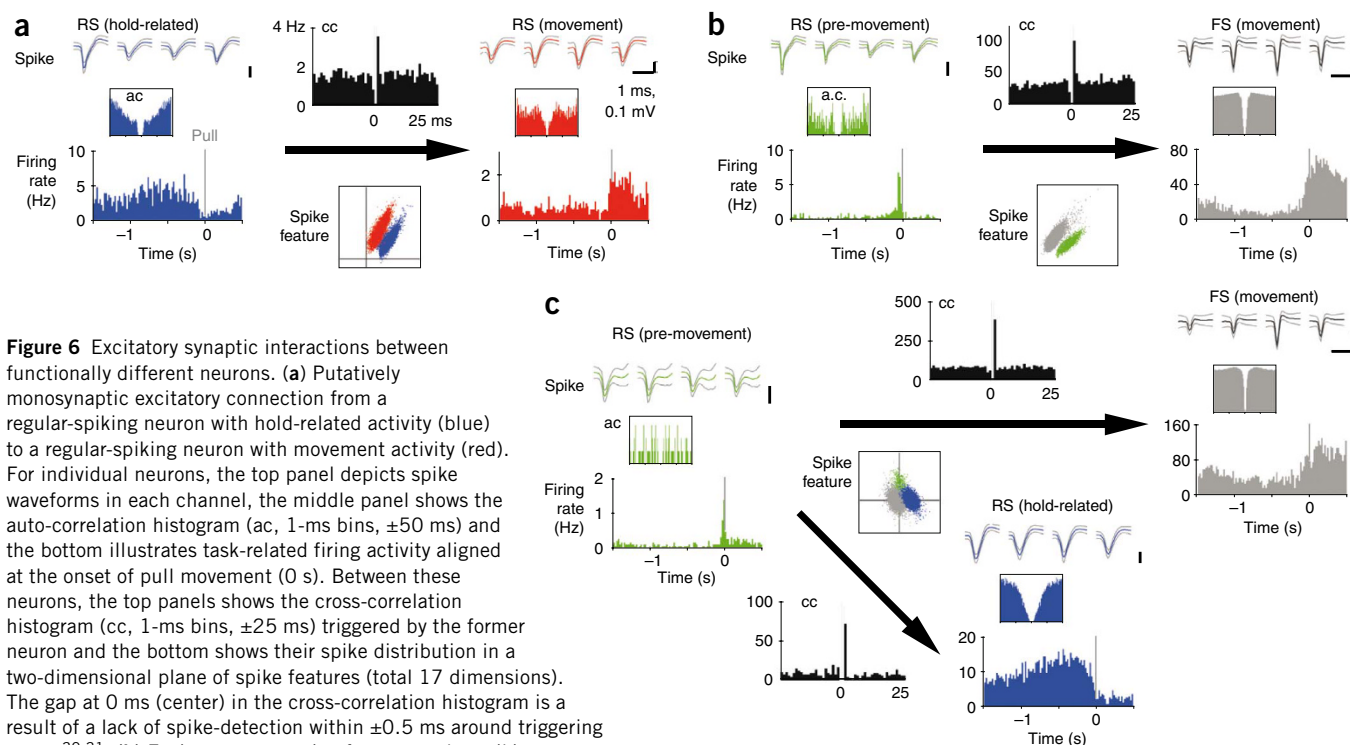 a
RS (hold-related)
Spike
ac
Pull
Firing
rate
(Hz)
10
5
0
−1
0
Time (s)
4 Hz
cc
2
0
0
25 ms
Spike
feature
RS (movement)
1 ms,
0.1 mV
2
0
−1
0
Time (s)
b
RS (pre-movement)
Spike
a.c.
Firing
rate
(Hz)
10
5
0
−1
0
Time (s)
cc
100
50
0
0
25
Spike
feature
FS (movement)
80
40
0
−1
0
Time (s)
c
RS (pre-movement)
Spike
ac
Firing
rate
(Hz)
2
1
0
−1
0
Time (s)
500
cc
250
0
0
25
Spike
feature
FS (movement)
160
80
0
−1
0
Time (s)
100
cc
50
0
0
25
RS (hold-related)
20
10
0
−1
0
Time (s)
Figure 6 Excitatory synaptic interactions between
functionally different neurons. (a) Putatively
monosynaptic excitatory connection from a
regular-spiking neuron with hold-related activity (blue)
to a regular-spiking neuron with movement activity (red).
For individual neurons, the top panel depicts spike
waveforms in each channel, the middle panel shows the
auto-correlation histogram (ac, 1-ms bins, ±50 ms) and
the bottom illustrates task-related firing activity aligned
at the onset of pull movement (0 s). Between these
neurons, the top panels shows the cross-correlation
histogram (cc, 1-ms bins, ±25 ms) triggered by the former
neuron and the bottom shows their spike distribution in a
two-dimensional plane of spike features (total 17 dimensions).
The gap at 0 ms (center) in the cross-correlation histogram is a
result of a lack of spike-detection within ±0.5 ms around triggering